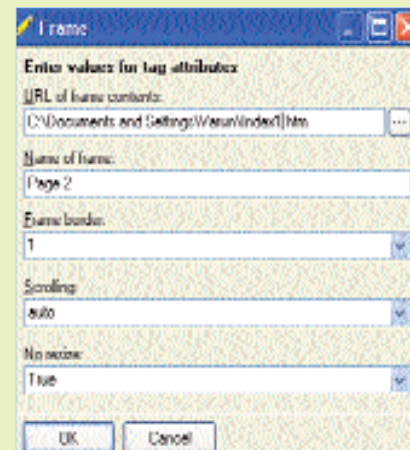 Frame
Enter values for tag attributes
URL of frame contents:
C:\Documents and Settings\Varun\index1.htm
...
Name of frame:
Page 2
Frame border:
1
Scrolling:
auto
No resize:
True
OK
Cancel